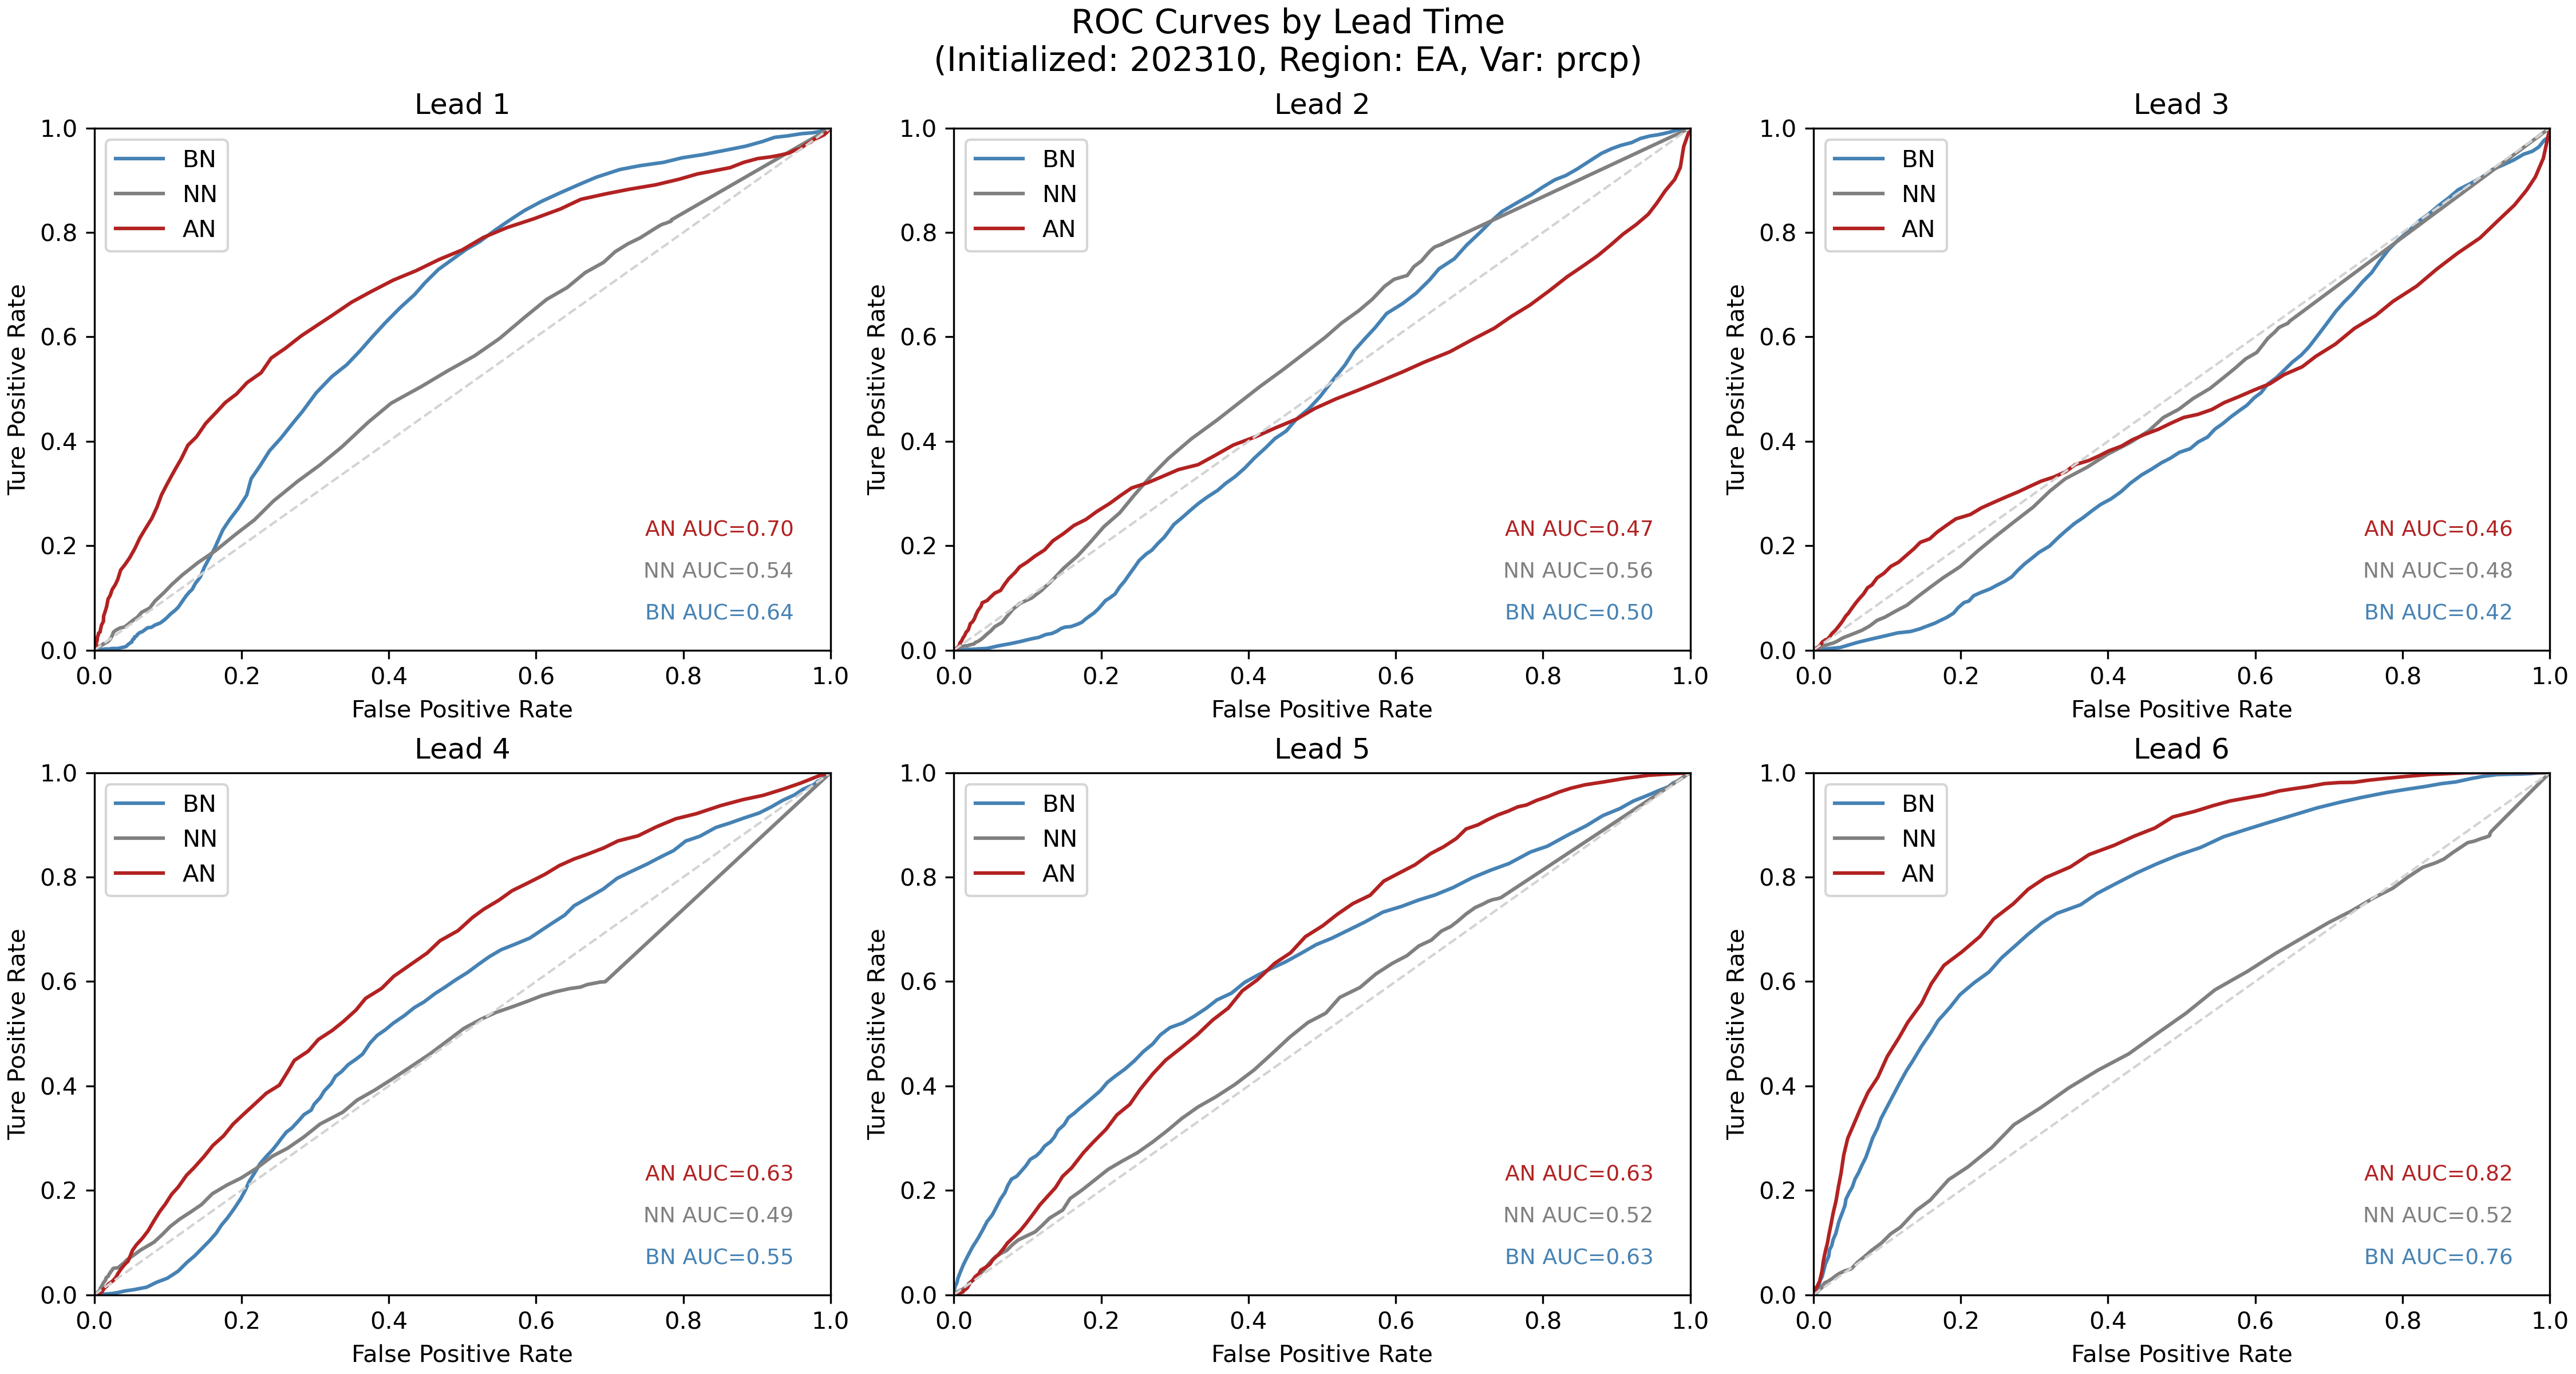 ROC Curves by Lead Time
(Initialized: 202310, Region: EA, Var: prcp)
Lead 1
1.0
0.8
0.6
0.4
0.2
0.0
Ture Positive Rate
BN
NN
AN
AN AUC=0.70
NN AUC=0.54
BN AUC=0.64
0.0 0.2 0.4 0.6 0.8 1.0
False Positive Rate
Lead 2
1.0
0.8
0.6
0.4
0.2
0.0
Ture Positive Rate
BN
NN
AN
AN AUC=0.47
NN AUC=0.56
BN AUC=0.50
0.0 0.2 0.4 0.6 0.8 1.0
False Positive Rate
Lead 3
1.0
0.8
0.6
0.4
0.2
0.0
Ture Positive Rate
BN
NN
AN
AN AUC=0.46
NN AUC=0.48
BN AUC=0.42
0.0 0.2 0.4 0.6 0.8 1.0
False Positive Rate
Lead 4
1.0
0.8
0.6
0.4
0.2
0.0
Ture Positive Rate
BN
NN
AN
AN AUC=0.63
NN AUC=0.49
BN AUC=0.55
0.0 0.2 0.4 0.6 0.8 1.0
False Positive Rate
Lead 5
1.0
0.8
0.6
0.4
0.2
0.0
Ture Positive Rate
BN
NN
AN
AN AUC=0.63
NN AUC=0.52
BN AUC=0.63
0.0 0.2 0.4 0.6 0.8 1.0
False Positive Rate
Lead 6
1.0
0.8
0.6
0.4
0.2
0.0
Ture Positive Rate
BN
NN
AN
AN AUC=0.82
NN AUC=0.52
BN AUC=0.76
0.0 0.2 0.4 0.6 0.8 1.0
False Positive Rate